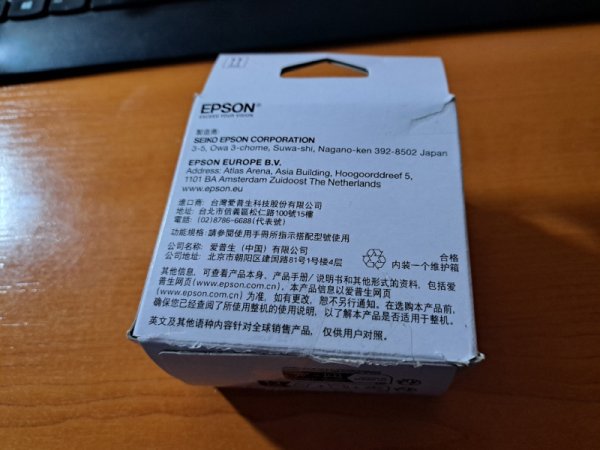 EPSON®
EXCEED YOUR VISION
製造商:
SEIKO EPSON CORPORATION
3-5, Owa 3-chome, Suwa-shi, Nagano-ken 392-8502 Japan
EPSON EUROPE B.V.
Address: Atlas Arena, Asia Building, Hoogoorddreef 5,
1101 BA Amsterdam Zuidoost The Netherlands
www.epson.eu
進口商: 台灣愛普生科技股份有限公司
地址: 台北市信義區松仁路100號15樓
電話: (02)8786-6688(代表號)
功能規格: 請參閱使用手冊所指示搭配型號使用
公司名称: 爱普生（中国）有限公司
公司地址: 北京市朝阳区建国路81号1号楼4层
合格
内装一个维护箱
其他信息，可查看产品本身、产品手册/说明书和其他形式的资料，包括爱
普生网页(www.epson.com.cn)。本产品信息以爱普生网页
(www.epson.com.cn)为准，如有更改，恕不另行通知。在选购本产品前，
确保您已经查阅了所使用整机的使用说明，以了解本产品是否适用于整机。
英文及其他语种内容针对全球销售产品，仅供用户对照。